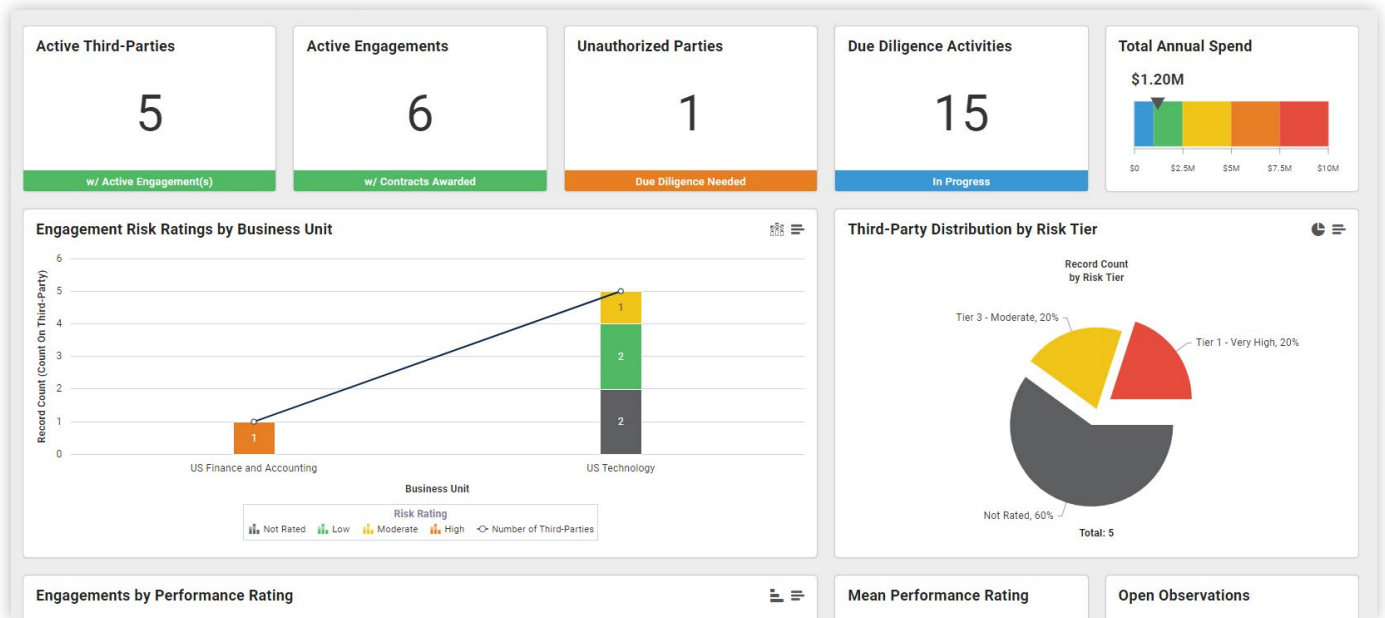 Active Third-Parties
5
w/ Active Engagement(s)
Active Engagements
6
w/ Contracts Awarded
Unauthorized Parties
1
Due Diligence Needed
Due Diligence Activities
15
In Progress
Total Annual Spend
$1.20M
$0 $2.5M $5M $7.5M $10M
Engagement Risk Ratings by Business Unit
Record Count (Count On Third-Party)
6
5
4
3
2
1
0
1
1
2
2
US Finance and Accounting
US Technology
Business Unit
Risk Rating
Not Rated Low Moderate High Number of Third-Parties
Third-Party Distribution by Risk Tier
Record Count
by Risk Tier
Tier 3 - Moderate, 20%
Tier 1 - Very High, 20%
Not Rated, 60%
Total: 5
Engagements by Performance Rating
Mean Performance Rating
Open Observations